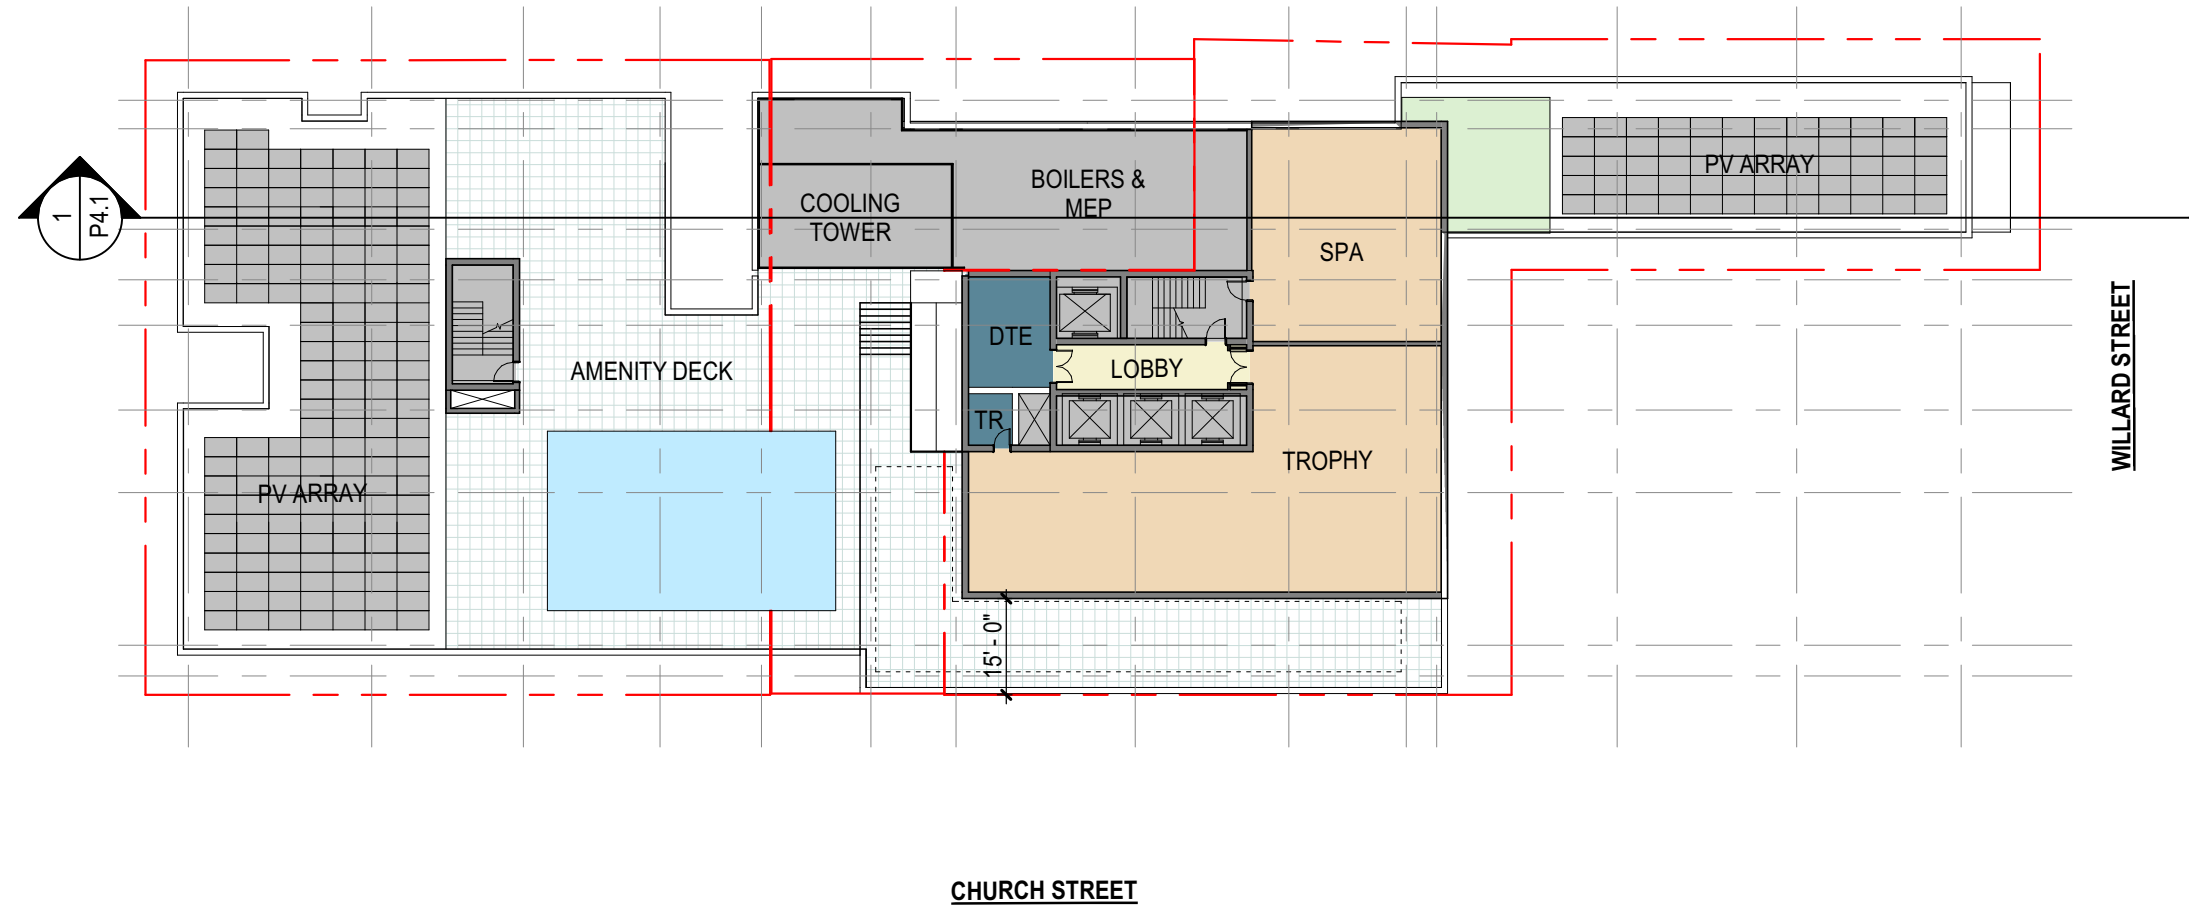 1
P4.1
PV ARRAY
AMENITY DECK
COOLING
TOWER
BOILERS &
MEP
SPA
PV ARRAY
DTE
LOBBY
TR
TROPHY
15' - 0"
WILLARD STREET
CHURCH STREET